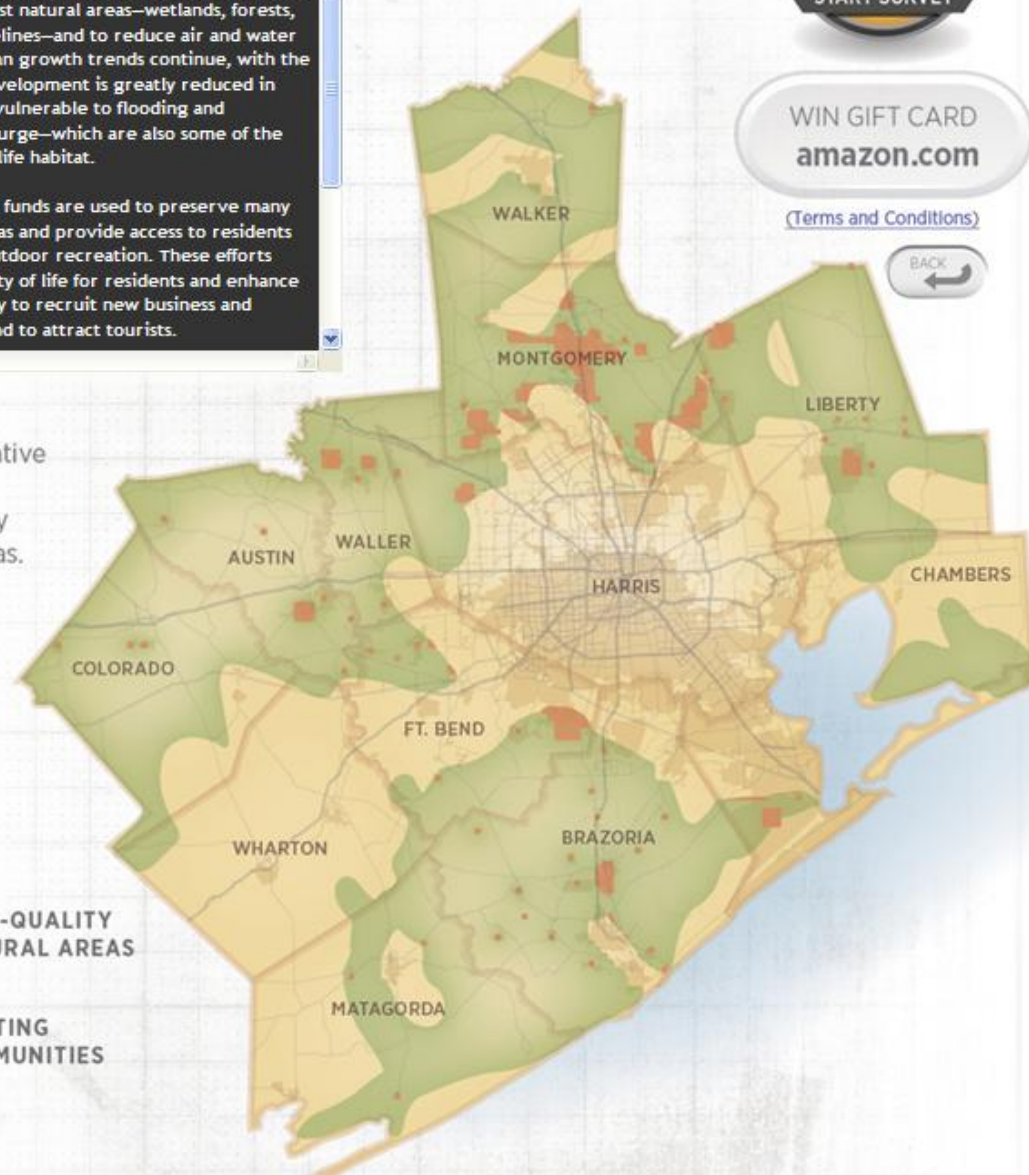 st natural areas—wetlands, forests,
elines—and to reduce air and water
an growth trends continue, with the
velopment is greatly reduced in
vulnerable to flooding and
urge—which are also some of the
life habitat.
funds are used to preserve many
as and provide access to residents
tdoor recreation. These efforts
ty of life for residents and enhance
y to recruit new business and
nd to attract tourists.
START SURVEY
WIN GIFT CARD
amazon.com
(Terms and Conditions)
BACK
WALKER
MONTGOMERY
LIBERTY
tive
y
as.
AUSTIN
WALLER
HARRIS
CHAMBERS
COLORADO
FT. BEND
WHARTON
BRAZORIA
MATAGORDA
-QUALITY
URAL AREAS
TING
MUNITIES